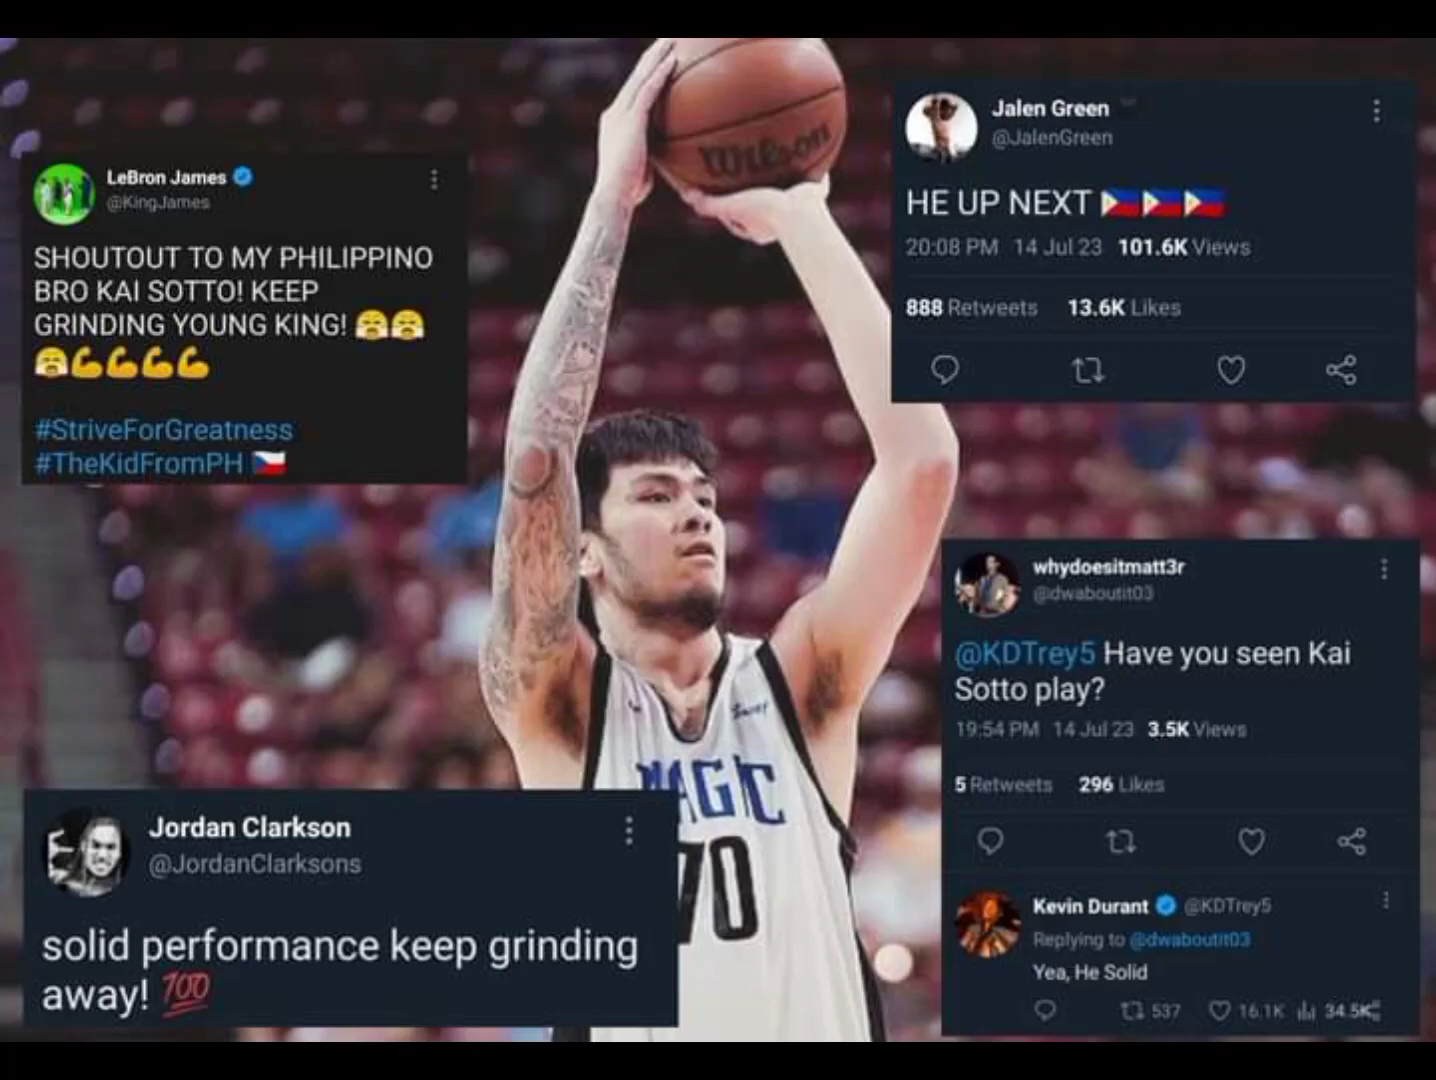 LeBron James
@KingJames
SHOUTOUT TO MY PHILIPPINO
BRO KAI SOTTO! KEEP
GRINDING YOUNG KING! 😤😤
😤💪💪💪💪
#StriveForGreatness
#TheKidFromPH 🇨🇿
Wilson
Jalen Green
@JalenGreen
HE UP NEXT 🇵🇭🇵🇭🇵🇭
20:08 PM 14 Jul 23 101.6K Views
888 Retweets 13.6K Likes
whydoesitmatt3r
@dwaboutit03
@KDTrey5 Have you seen Kai
Sotto play?
19:54 PM 14 Jul 23 3.5K Views
5 Retweets 296 Likes
Kevin Durant @KDTrey5
Replying to @dwaboutit03
Yea, He Solid
537 16.1K 34.5K
MAGIC
70
Jordan Clarkson
@JordanClarksons
solid performance keep grinding
away! 💯